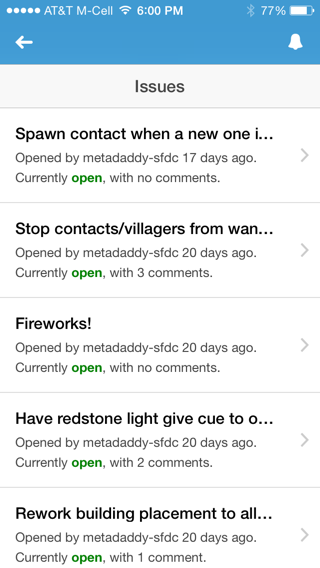 AT&T M-Cell 6:00 PM 77%
Issues
Spawn contact when a new one i...
Opened by metadaddy-sfdc 17 days ago.
Currently open, with no comments.
Stop contacts/villagers from wan...
Opened by metadaddy-sfdc 20 days ago.
Currently open, with 3 comments.
Fireworks!
Opened by metadaddy-sfdc 20 days ago.
Currently open, with no comments.
Have redstone light give cue to o...
Opened by metadaddy-sfdc 20 days ago.
Currently open, with 2 comments.
Rework building placement to all...
Opened by metadaddy-sfdc 20 days ago.
Currently open, with 1 comment.